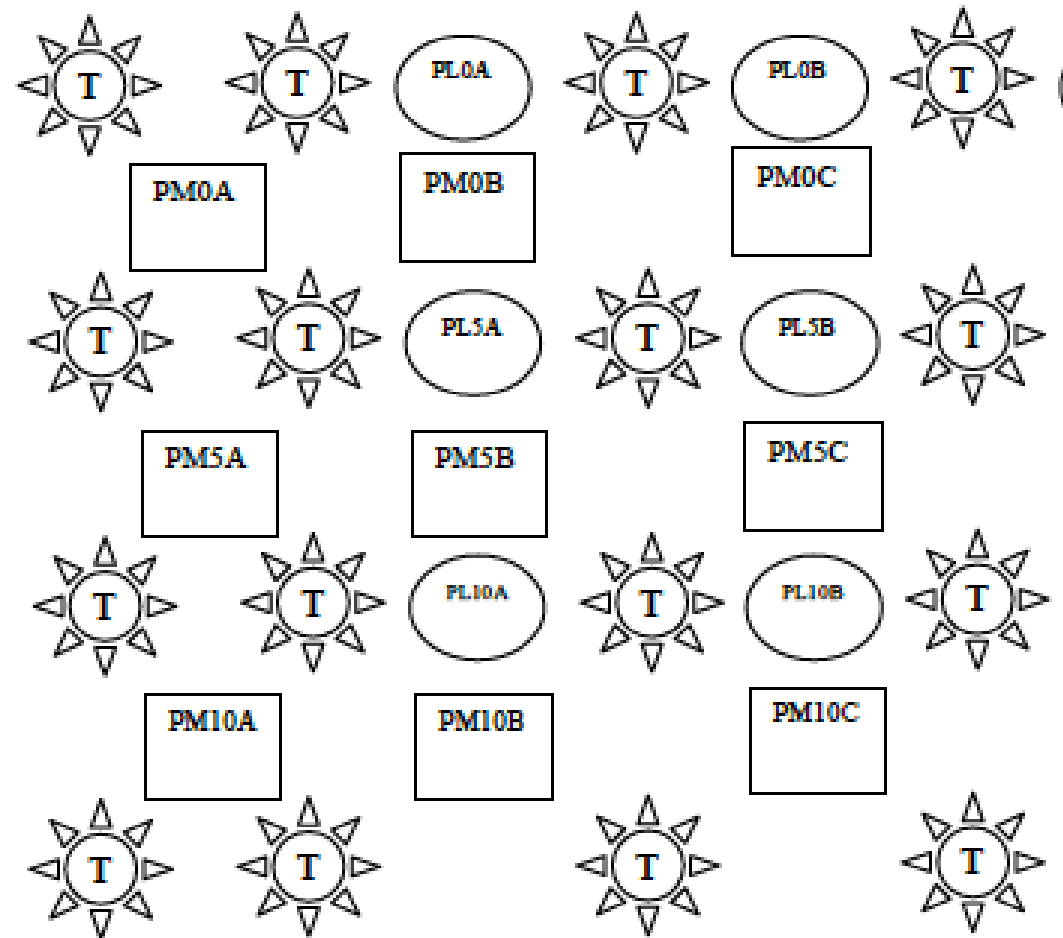 T T PL0A T PL0B T
PM0A PM0B PM0C
T T PL5A T PL5B T
PM5A PM5B PM5C
T T PL10A T PL10B T
PM10A PM10B PM10C
T T T T